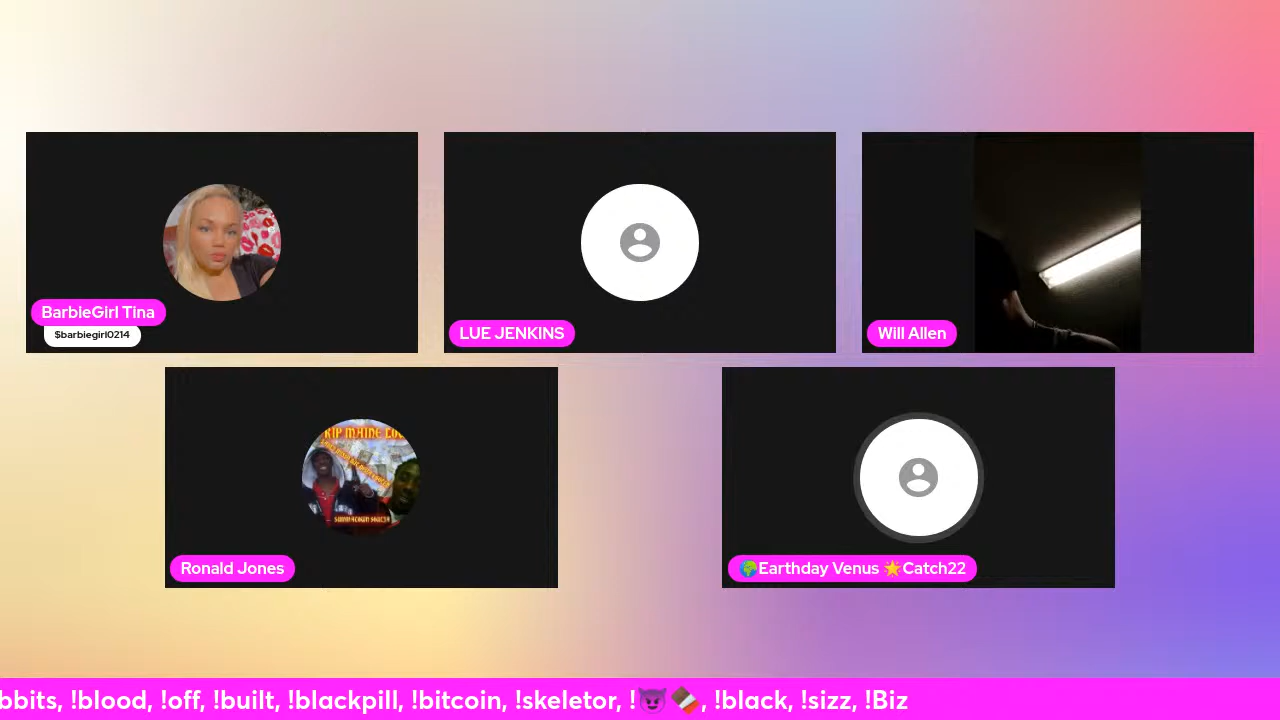 BarbieGirl Tina
$barbiegirl0214
LUE JENKINS
Will Allen
RIP MAINE
Ronald Jones
🌍Earthday Venus 🌟Catch22
bbits, !blood, !off, !built, !blackpill, !bitcoin, !skeletor, !😈🍫, !black, !sizz, !Biz